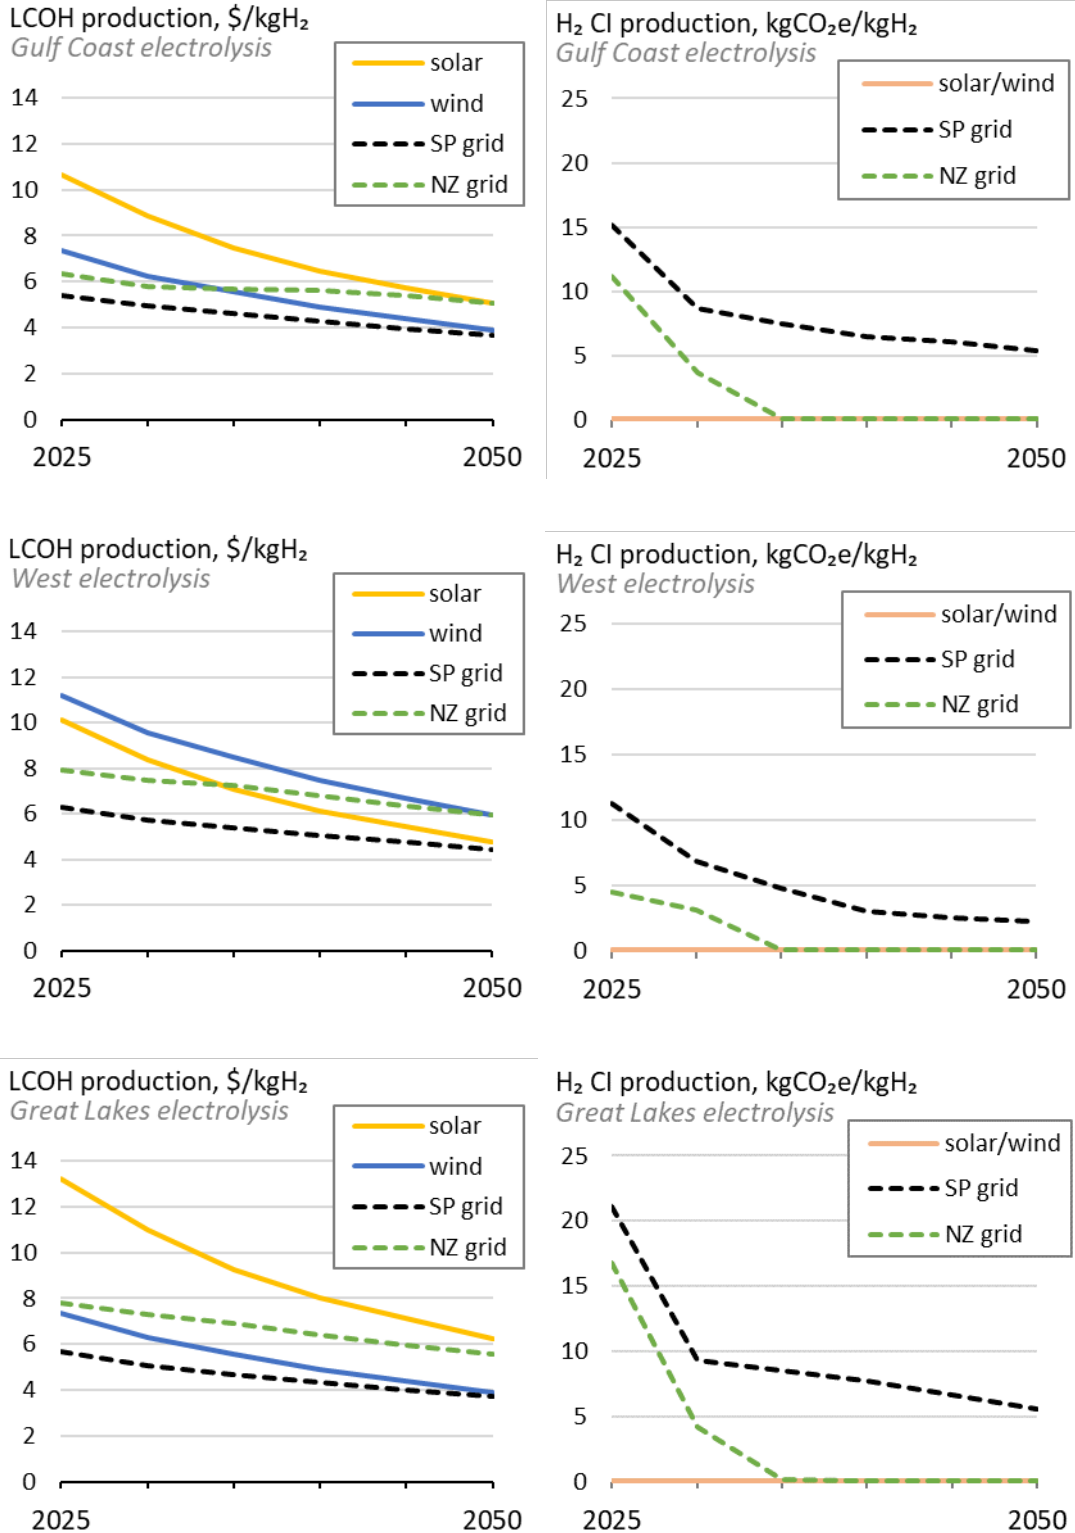 LCOH production, $/kgH₂
Gulf Coast electrolysis
solar
wind
SP grid
NZ grid
14
12
10
8
6
4
2
0
2025
2050
H₂ CI production, kgCO₂e/kgH₂
Gulf Coast electrolysis
solar/wind
SP grid
NZ grid
25
20
15
10
5
0
2025
2050
LCOH production, $/kgH₂
West electrolysis
solar
wind
SP grid
NZ grid
14
12
10
8
6
4
2
0
2025
2050
H₂ CI production, kgCO₂e/kgH₂
West electrolysis
solar/wind
SP grid
NZ grid
25
20
15
10
5
0
2025
2050
LCOH production, $/kgH₂
Great Lakes electrolysis
solar
wind
SP grid
NZ grid
14
12
10
8
6
4
2
0
2025
2050
H₂ CI production, kgCO₂e/kgH₂
Great Lakes electrolysis
solar/wind
SP grid
NZ grid
25
20
15
10
5
0
2025
2050